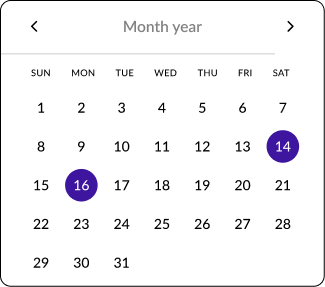 Month year
SUN MON TUE WED THU FRI SAT
1 2 3 4 5 6 7
8 9 10 11 12 13 14
15 16 17 18 19 20 21
22 23 24 25 26 27 28
29 30 31